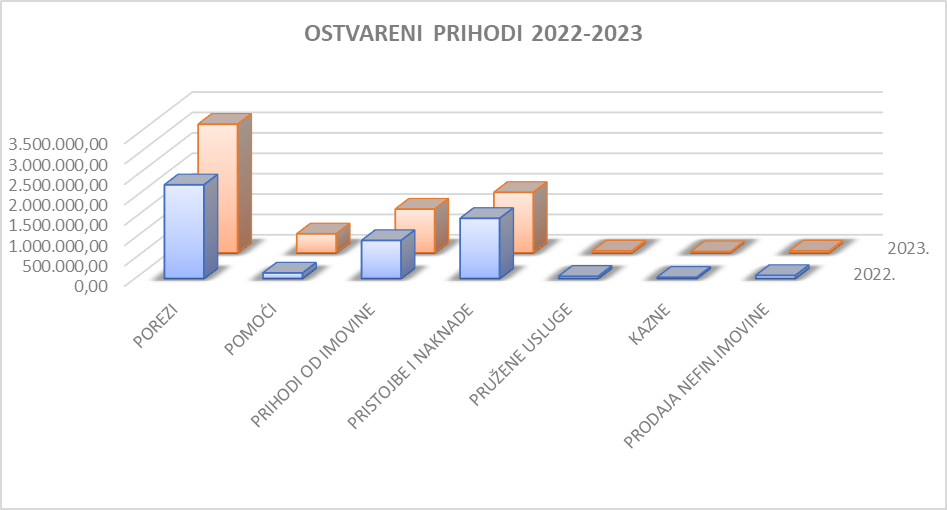 OSTVARENI PRIHODI 2022-2023
3.500.000,00
3.000.000,00
2.500.000,00
2.000.000,00
1.500.000,00
1.000.000,00
500.000,00
0,00
2023.
2022.
POREZI
POMOĆI
PRIHODI OD IMOVINE
PRISTOJBE I NAKNADE
PRUŽENE USLUGE
KAZNE
PRODAJA NEFIN.IMOVINE